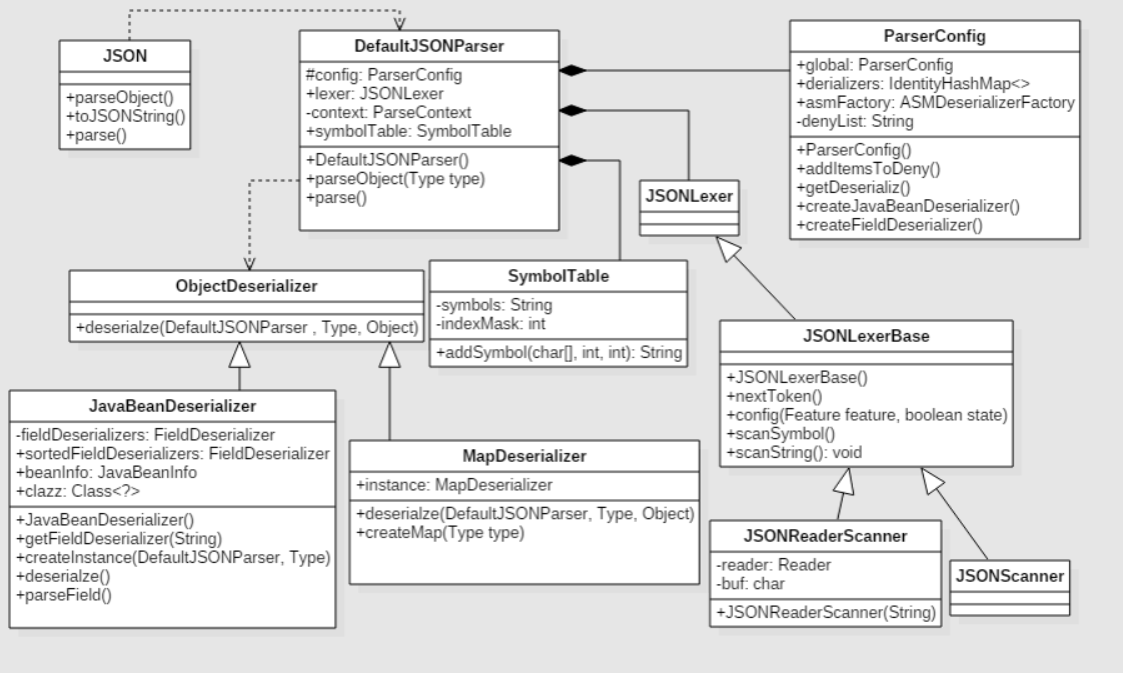 JSON
+parseObject()
+toJSONString()
+parse()
DefaultJSONParser
#config: ParserConfig
+lexer: JSONLexer
-context: ParseContext
+symbolTable: SymbolTable
+DefaultJSONParser()
+parseObject(Type type)
+parse()
ParserConfig
+global: ParserConfig
+derializers: IdentityHashMap<>
+asmFactory: ASMDeserializerFactory
-denyList: String
+ParserConfig()
+addItemsToDeny()
+getDeserializ()
+createJavaBeanDeserializer()
+createFieldDeserializer()
JSONLexer
ObjectDeserializer
+deserialze(DefaultJSONParser , Type, Object)
SymbolTable
-symbols: String
-indexMask: int
+addSymbol(char[], int, int): String
JSONLexerBase
+JSONLexerBase()
+nextToken()
+config(Feature feature, boolean state)
+scanSymbol()
+scanString(): void
JavaBeanDeserializer
-fieldDeserializers: FieldDeserializer
+sortedFieldDeserializers: FieldDeserializer
+beanInfo: JavaBeanInfo
+clazz: Class<?>
+JavaBeanDeserializer()
+getFieldDeserializer(String)
+createInstance(DefaultJSONParser, Type)
+deserialze()
+parseField()
MapDeserializer
+instance: MapDeserializer
+deserialze(DefaultJSONParser, Type, Object)
+createMap(Type type)
JSONReaderScanner
-reader: Reader
-buf: char
+JSONReaderScanner(String)
JSONScanner